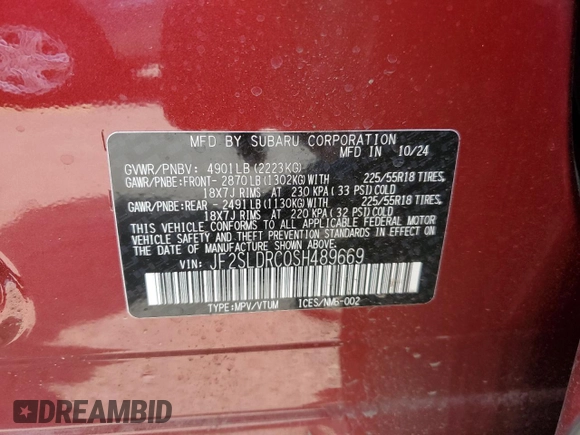 MFD BY SUBARU CORPORATION
MFD IN 10/24
GVWR/PNBV: 4901LB(2223KG)
GAWR/PNBE:FRONT- 2870LB(1302KG)WITH 225/55R18 TIRES,
18X7J RIMS AT 230 KPA( 33 PSI)COLD
GAWR/PNBE:REAR - 2491LB(1130KG)WITH 225/55R18 TIRES,
18X7J RIMS AT 220 KPA( 32 PSI)COLD
THIS VEHICLE CONFORMS TO ALL APPLICABLE FEDERAL MOTOR
VEHICLE SAFETY AND THEFT PREVENTION STANDARDS IN EFFECT
ON THE DATE OF MANUFACTURE SHOWN ABOVE.
VIN: JF2SLDRC0SH489669
TYPE:MPV/VTUM ICES/NMB-002
DREAMBID